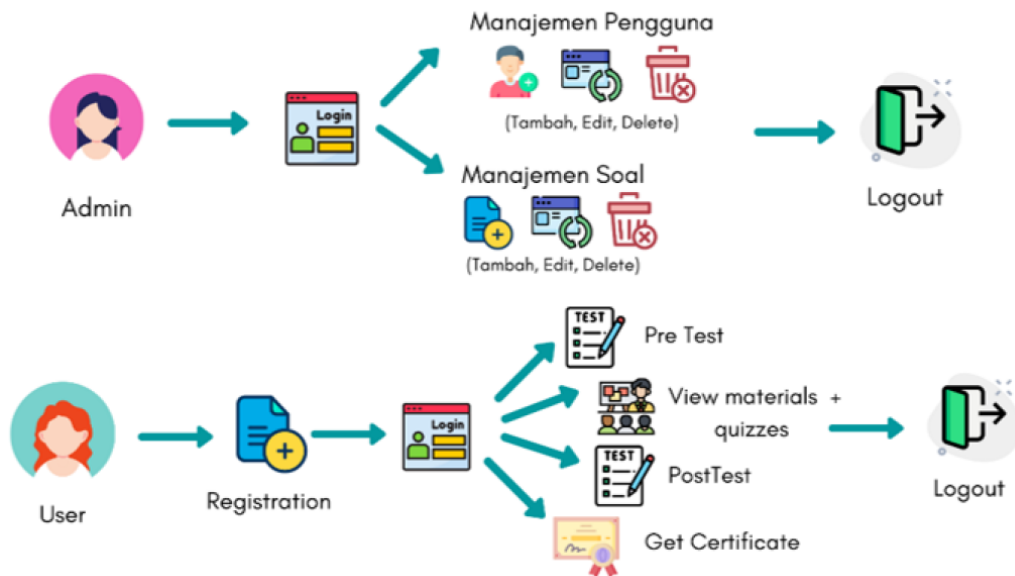 Manajemen Pengguna
Login
(Tambah, Edit, Delete)
Admin
Manajemen Soal
Logout
(Tambah, Edit, Delete)
TEST
Pre Test
View materials +
quizzes
Login
TEST
PostTest
Registration
User
Logout
Get Certificate